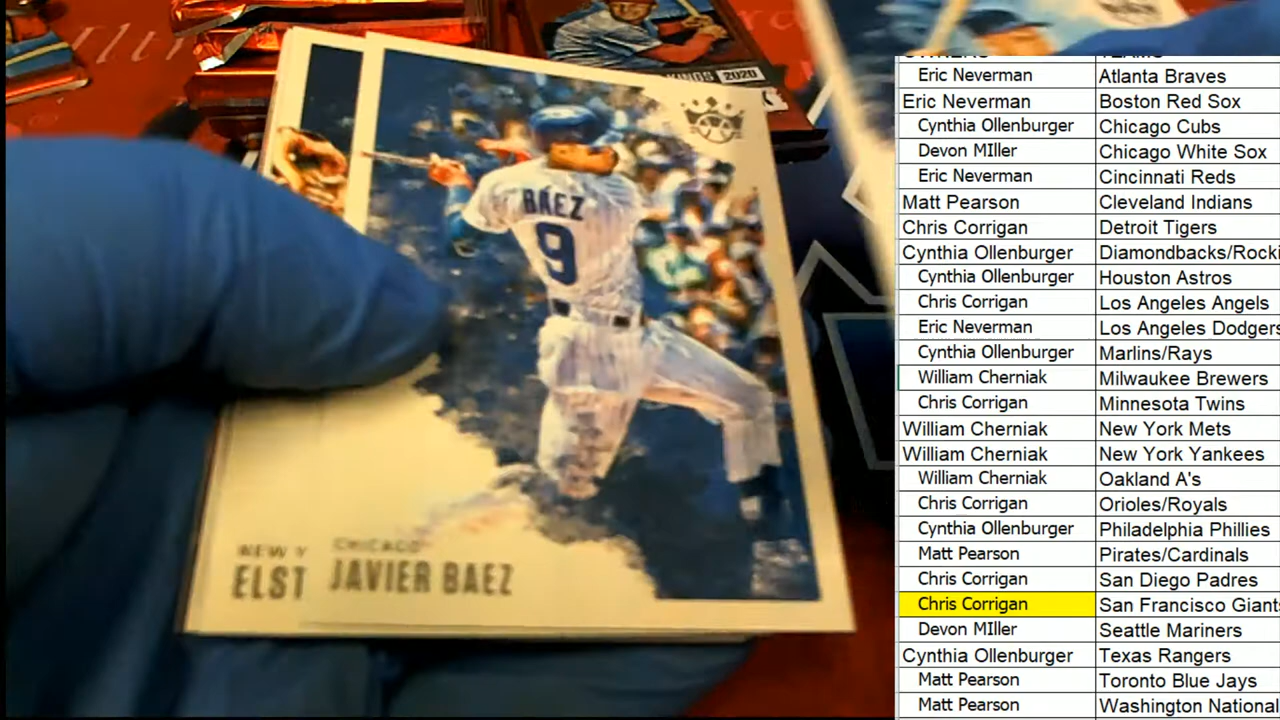 2020
BAEZ
9
NEW Y
ELST
CHICAGO
JAVIER BAEZ
Eric Neverman Atlanta Braves
Eric Neverman Boston Red Sox
Cynthia Ollenburger Chicago Cubs
Devon MIller Chicago White Sox
Eric Neverman Cincinnati Reds
Matt Pearson Cleveland Indians
Chris Corrigan Detroit Tigers
Cynthia Ollenburger Diamondbacks/Rocki
Cynthia Ollenburger Houston Astros
Chris Corrigan Los Angeles Angels
Eric Neverman Los Angeles Dodgers
Cynthia Ollenburger Marlins/Rays
William Cherniak Milwaukee Brewers
Chris Corrigan Minnesota Twins
William Cherniak New York Mets
William Cherniak New York Yankees
William Cherniak Oakland A's
Chris Corrigan Orioles/Royals
Cynthia Ollenburger Philadelphia Phillies
Matt Pearson Pirates/Cardinals
Chris Corrigan San Diego Padres
Chris Corrigan San Francisco Giants
Devon MIller Seattle Mariners
Cynthia Ollenburger Texas Rangers
Matt Pearson Toronto Blue Jays
Matt Pearson Washington National